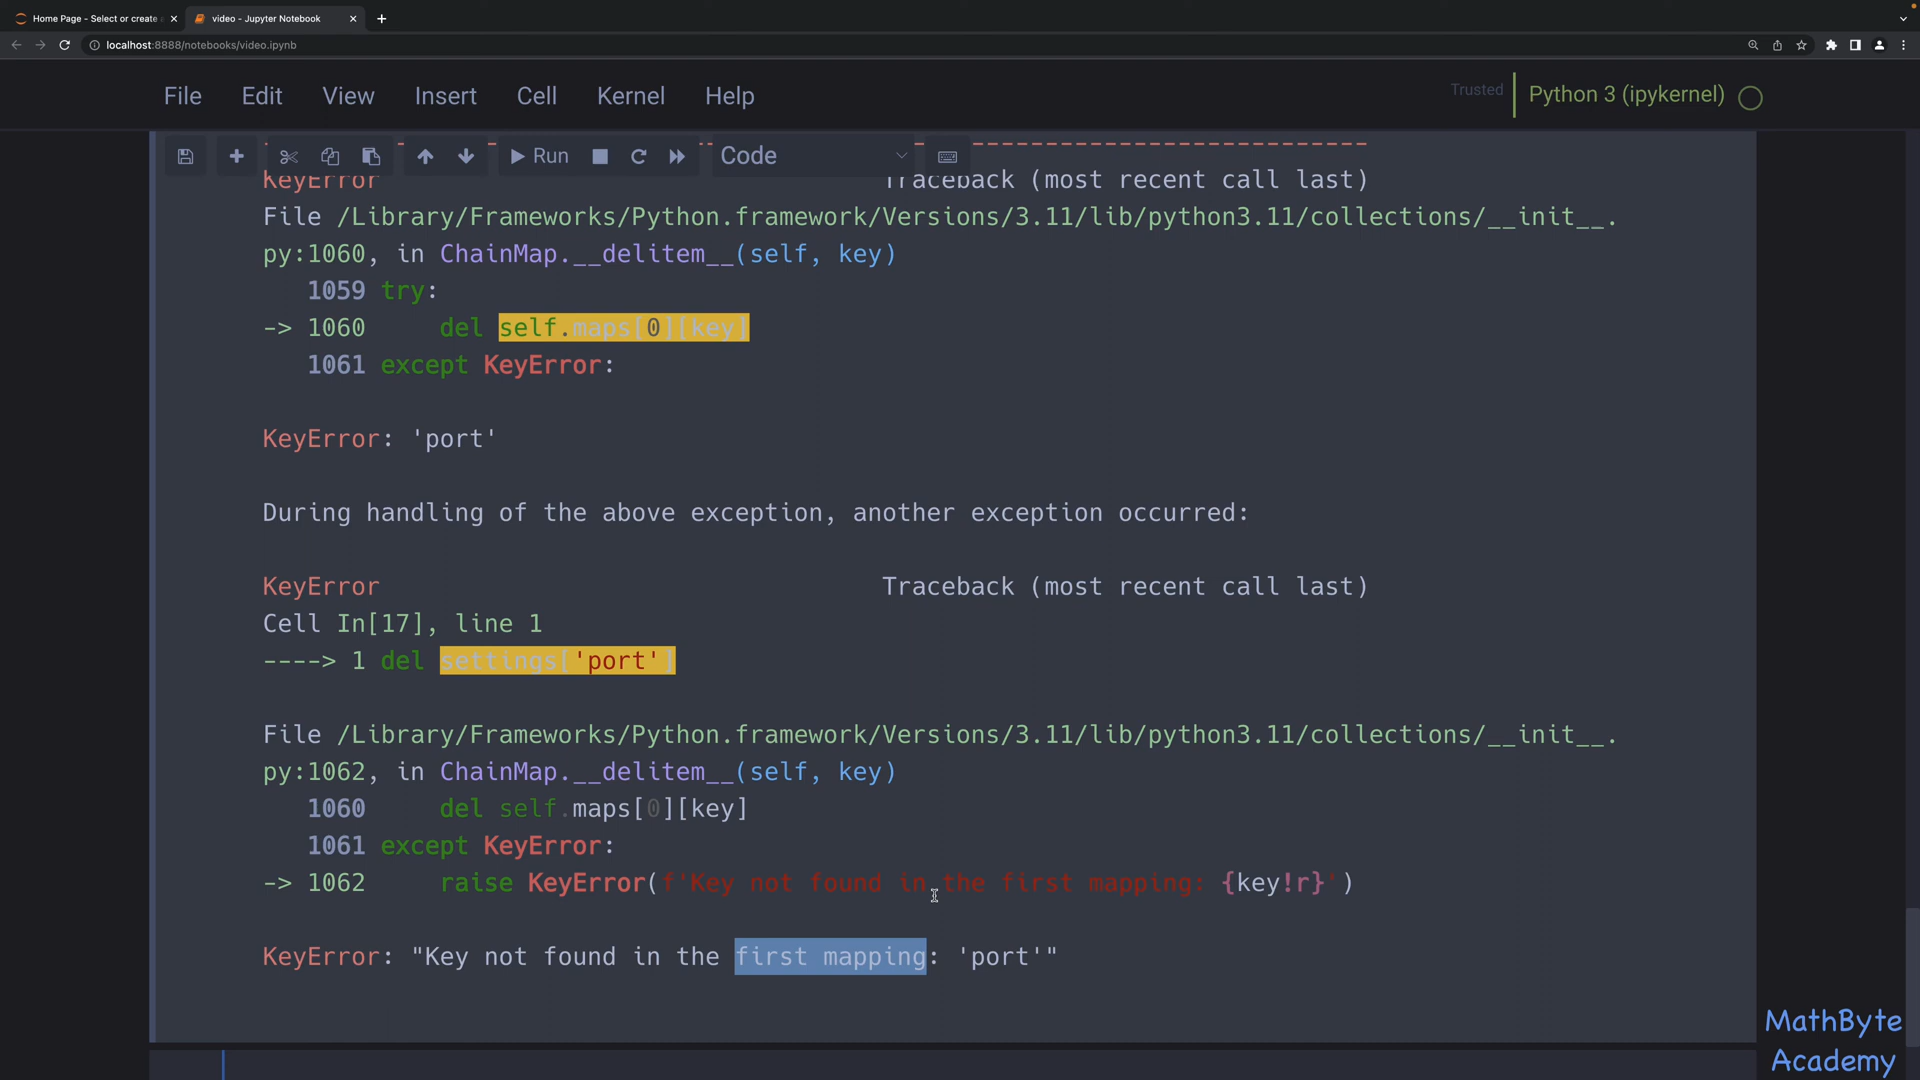 Home Page - Select or create a
video - Jupyter Notebook
localhost:8888/notebooks/video.ipynb
File Edit View Insert Cell Kernel Help
Trusted
Python 3 (ipykernel)
Run
Code
KeyError Traceback (most recent call last)
File /Library/Frameworks/Python.framework/Versions/3.11/lib/python3.11/collections/__init__.
py:1060, in ChainMap.__delitem__(self, key)
1059 try:
-> 1060 del self.maps[0][key]
1061 except KeyError:
KeyError: 'port'
During handling of the above exception, another exception occurred:
KeyError Traceback (most recent call last)
Cell In[17], line 1
----> 1 del settings['port']
File /Library/Frameworks/Python.framework/Versions/3.11/lib/python3.11/collections/__init__.
py:1062, in ChainMap.__delitem__(self, key)
1060 del self.maps[0][key]
1061 except KeyError:
-> 1062 raise KeyError(f'Key not found in the first mapping: {key!r}')
KeyError: "Key not found in the first mapping: 'port'"
MathByte
Academy